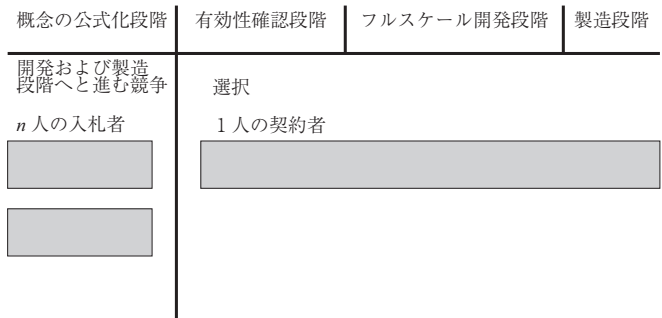 概念の公式化段階 有効性確認段階 フルスケール開発段階 製造段階
開発および製造
段階へと進む競争
選択
n 人の入札者
1 人の契約者